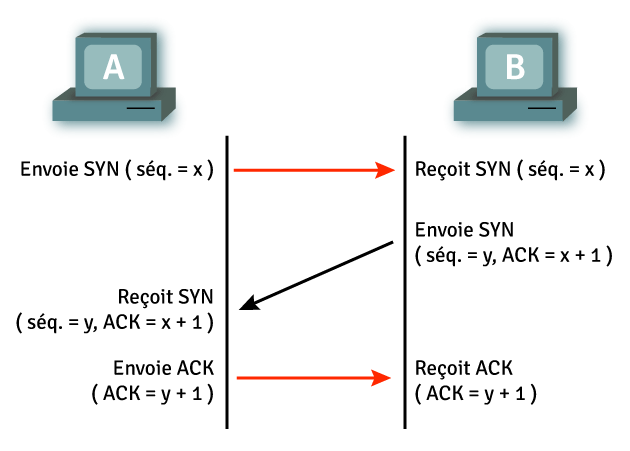 A
B
Envoie SYN ( séq. = x )
Reçoit SYN ( séq. = x )
Envoie SYN
( séq. = y, ACK = x + 1 )
Reçoit SYN
( séq. = y, ACK = x + 1 )
Envoie ACK
( ACK = y + 1 )
Reçoit ACK
( ACK = y + 1 )